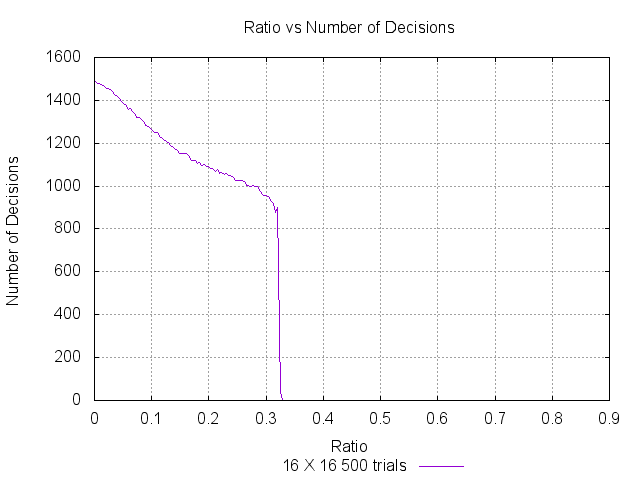 Ratio vs Number of Decisions
1600
1400
1200
1000
800
600
400
200
0
Number of Decisions
0 0.1 0.2 0.3 0.4 0.5 0.6 0.7 0.8 0.9
Ratio
16 X 16 500 trials